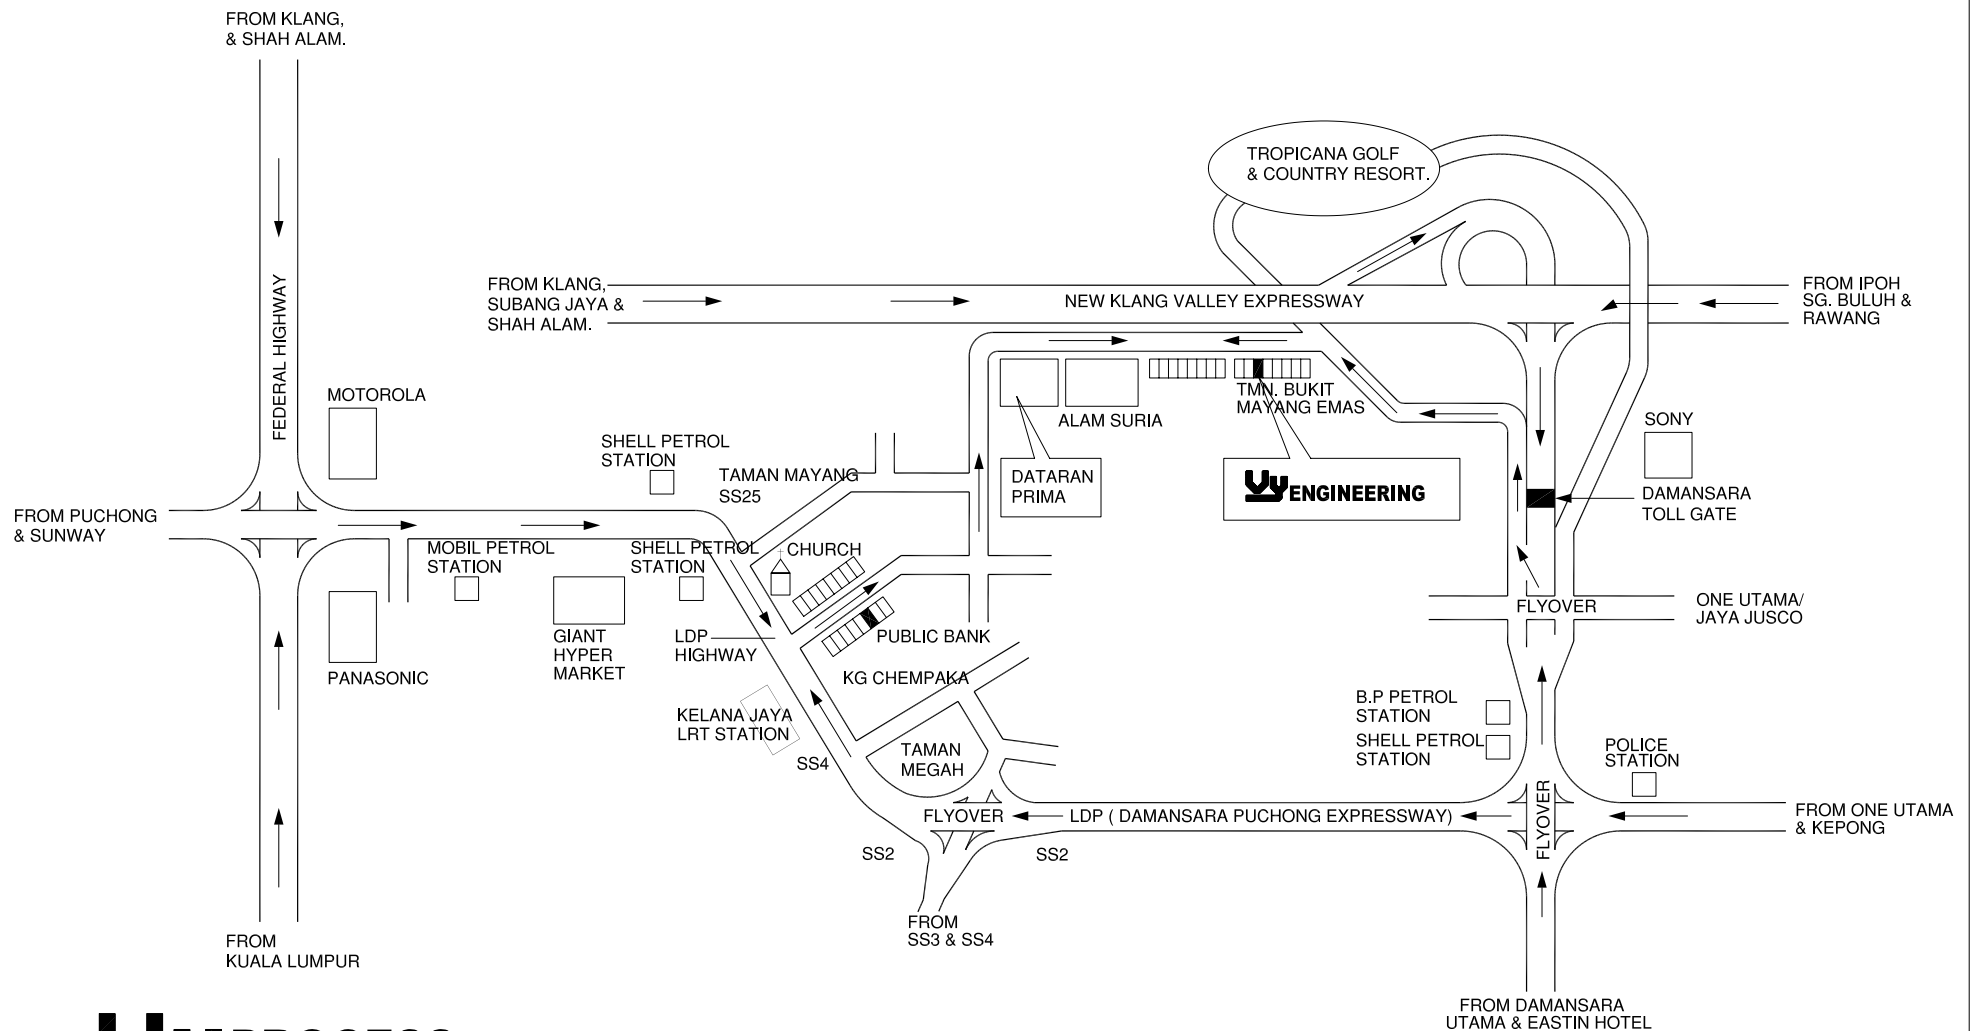 FROM KLANG,
& SHAH ALAM.
TROPICANA GOLF
& COUNTRY RESORT.
FROM KLANG,
SUBANG JAYA &
SHAH ALAM.
NEW KLANG VALLEY EXPRESSWAY
FROM IPOH
SG. BULUH &
RAWANG
FEDERAL HIGHWAY
MOTOROLA
TMN. BUKIT
MAYANG EMAS
ALAM SURIA
SONY
SHELL PETROL
STATION
TAMAN MAYANG
SS25
DATARAN
PRIMA
ENGINEERING
DAMANSARA
TOLL GATE
FROM PUCHONG
& SUNWAY
MOBIL PETROL
STATION
SHELL PETROL
STATION
CHURCH
FLYOVER
ONE UTAMA/
JAYA JUSCO
GIANT
HYPER
MARKET
LDP
HIGHWAY
PUBLIC BANK
PANASONIC
KG CHEMPAKA
KELANA JAYA
LRT STATION
B.P PETROL
STATION
SHELL PETROL
STATION
POLICE
STATION
SS4
TAMAN
MEGAH
FLYOVER
LDP ( DAMANSARA PUCHONG EXPRESSWAY)
FLYOVER
FROM ONE UTAMA
& KEPONG
SS2
SS2
FROM
SS3 & SS4
FROM
KUALA LUMPUR
FROM DAMANSARA
UTAMA & EASTIN HOTEL